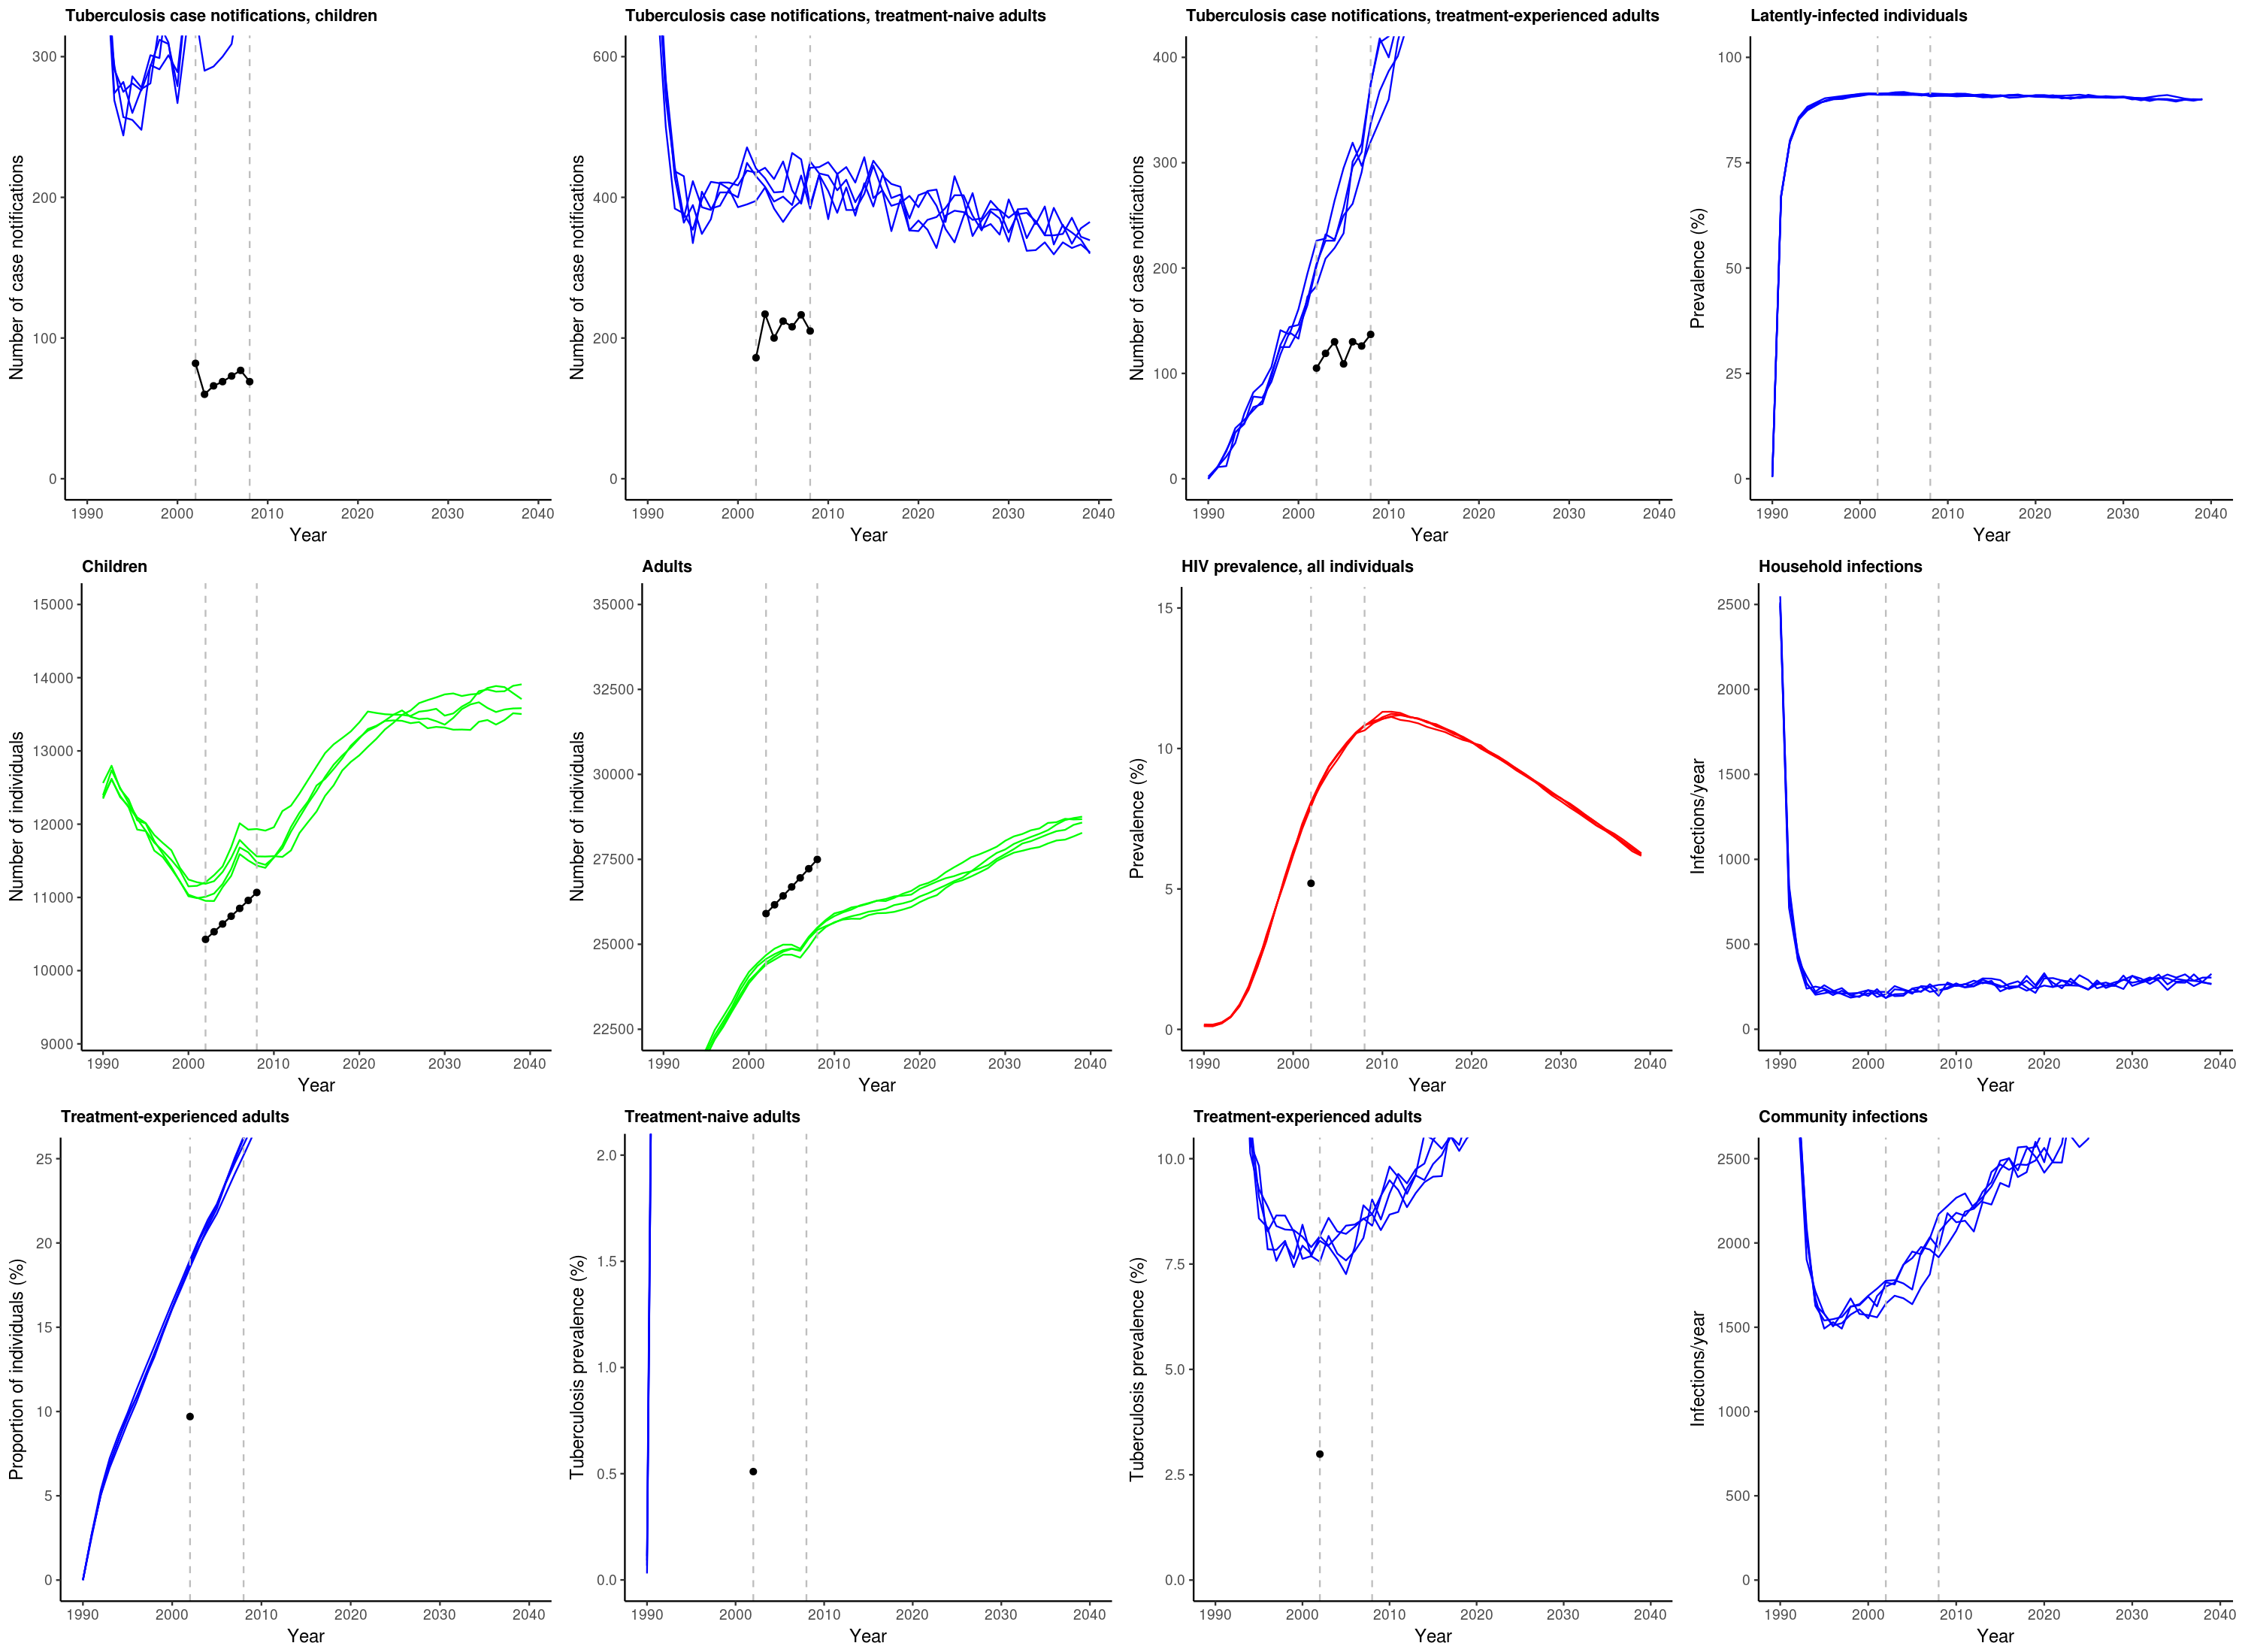 Tuberculosis case notifications, children
300
200
100
0
Number of case notifications
1990 2000 2010 2020 2030 2040
Year
Tuberculosis case notifications, treatment-naive adults
600
400
200
0
Number of case notifications
1990 2000 2010 2020 2030 2040
Year
Tuberculosis case notifications, treatment-experienced adults
400
300
200
100
0
Number of case notifications
1990 2000 2010 2020 2030 2040
Year
Latently-infected individuals
100
75
50
25
0
Prevalence (%)
1990 2000 2010 2020 2030 2040
Year
Children
15000
14000
13000
12000
11000
10000
9000
Number of individuals
1990 2000 2010 2020 2030 2040
Year
Adults
35000
32500
30000
27500
25000
22500
Number of individuals
1990 2000 2010 2020 2030 2040
Year
HIV prevalence, all individuals
15
10
5
0
Prevalence (%)
1990 2000 2010 2020 2030 2040
Year
Household infections
2500
2000
1500
1000
500
0
Infections/year
1990 2000 2010 2020 2030 2040
Year
Treatment-experienced adults
25
20
15
10
5
0
Proportion of individuals (%)
1990 2000 2010 2020 2030 2040
Year
Treatment-naive adults
2.0
1.5
1.0
0.5
0.0
Tuberculosis prevalence (%)
1990 2000 2010 2020 2030 2040
Year
Treatment-experienced adults
10.0
7.5
5.0
2.5
0.0
Tuberculosis prevalence (%)
1990 2000 2010 2020 2030 2040
Year
Community infections
2500
2000
1500
1000
500
0
Infections/year
1990 2000 2010 2020 2030 2040
Year